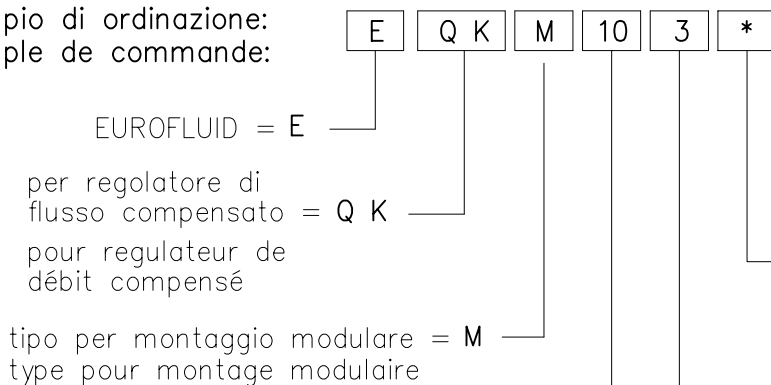 pio di ordinazione:
ple de commande:
E Q K M 10 3 *
EUROFLUID = E
per regolatore di
flusso compensato = Q K
pour regulateur de
débit compensé
tipo per montaggio modulare = M
type pour montage modulaire